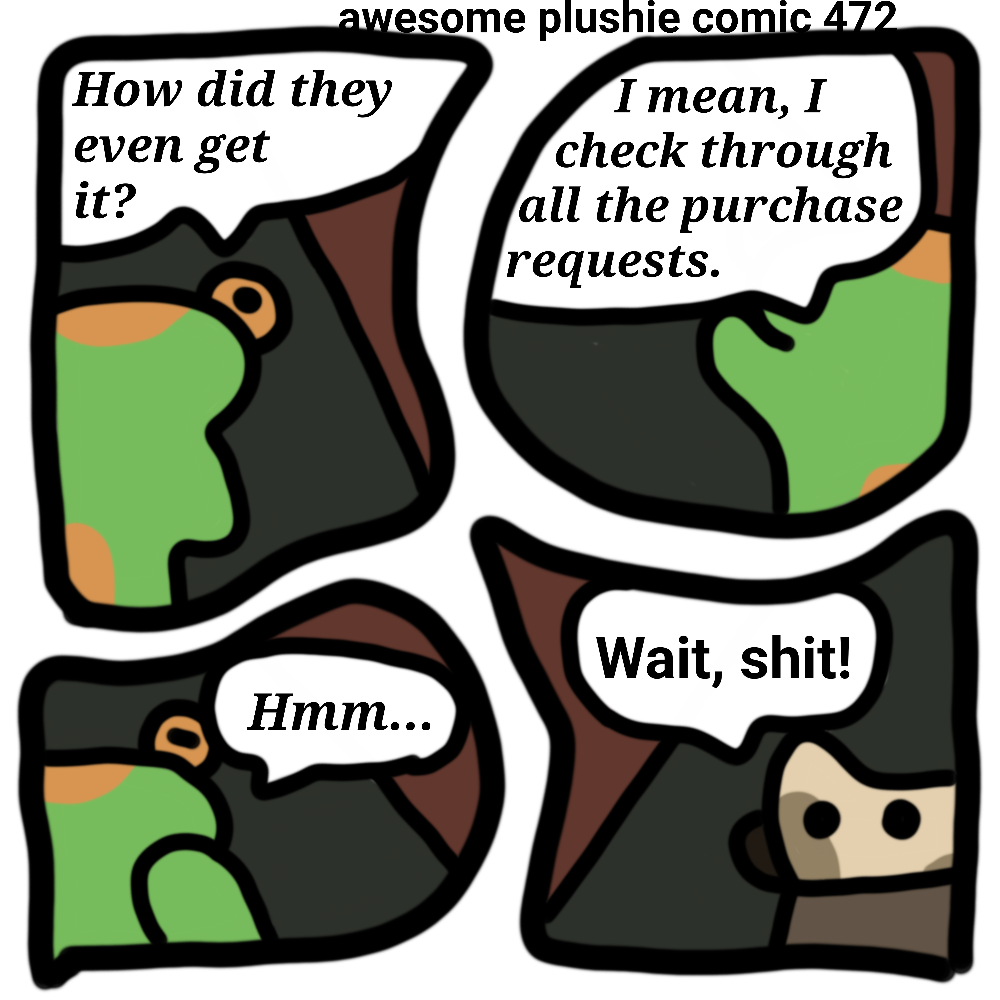 awesome plushie comic 472
How did they
even get
it?
I mean, I
check through
all the purchase
requests.
Hmm...
Wait, shit!